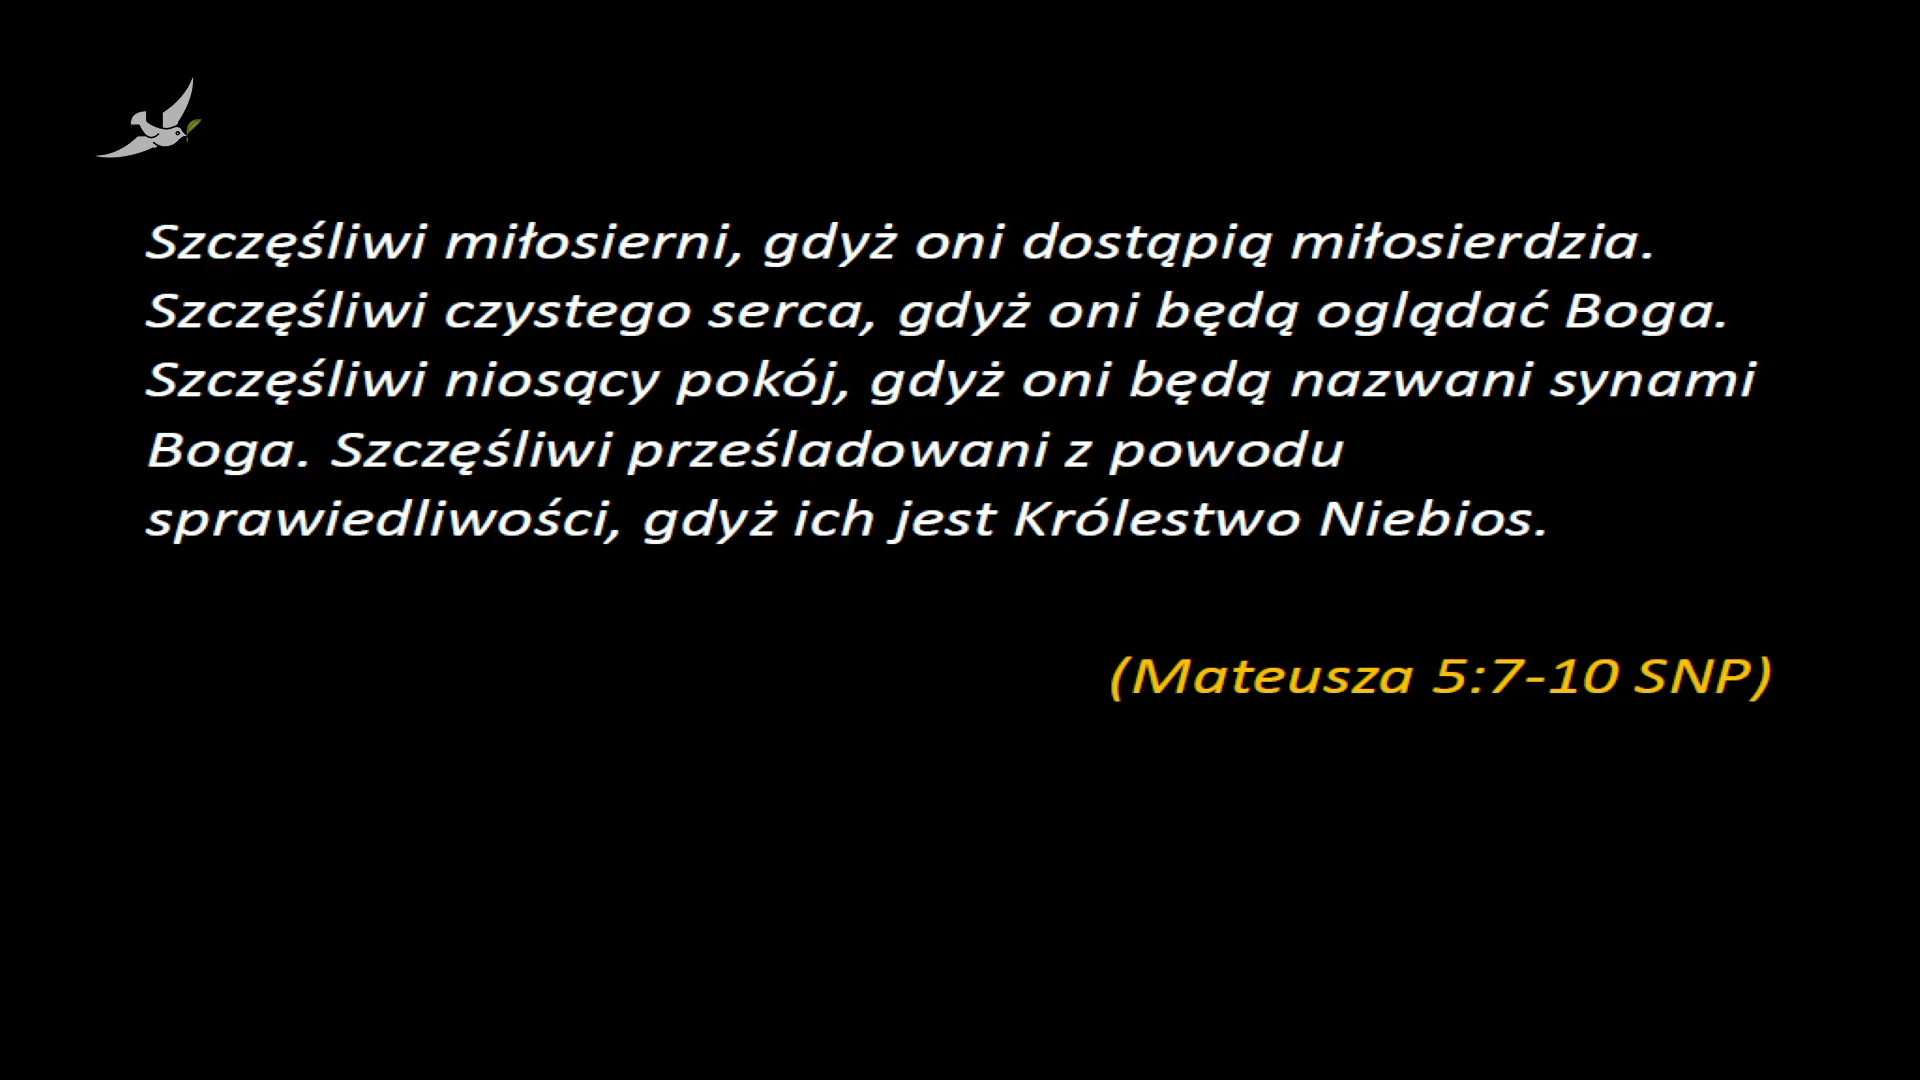 Szczęśliwi miłosierni, gdyż oni dostąpią miłosierdzia.
Szczęśliwi czystego serca, gdyż oni będą oglądać Boga.
Szczęśliwi niosący pokój, gdyż oni będą nazwani synami
Boga. Szczęśliwi prześladowani z powodu
sprawiedliwości, gdyż ich jest Królestwo Niebios.
(Mateusza 5:7-10 SNP)